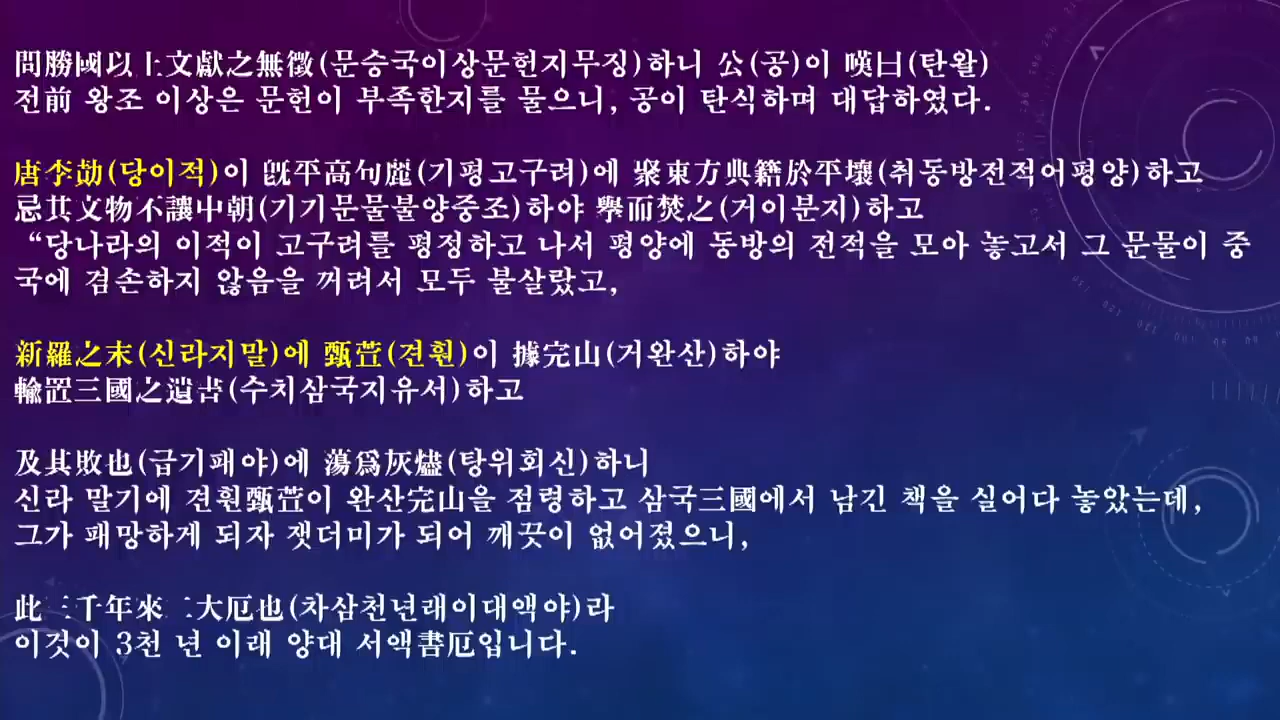 問勝國以上文獻之無徵(문승국이상문헌지무징)하니 公(공)이 嘆曰(탄왈)
전前 왕조 이상은 문헌이 부족한지를 물으니, 공이 탄식하며 대답하였다.
唐李勣(당이적)이 旣平高句麗(기평고구려)에 聚東方典籍於平壤(취동방전적어평양)하고
忌其文物不讓中朝(기기문물불양중조)하야 擧而焚之(거이분지)하고
“당나라의 이적이 고구려를 평정하고 나서 평양에 동방의 전적을 모아 놓고서 그 문물이 중
국에 겸손하지 않음을 꺼려서 모두 불살랐고,
新羅之末(신라지말)에 甄萱(견훤)이 據完山(거완산)하야
輸置三國之遺書(수치삼국지유서)하고
及其敗也(급기패야)에 蕩爲灰燼(탕위회신)하니
신라 말기에 견훤甄萱이 완산完山을 점령하고 삼국三國에서 남긴 책을 실어다 놓았는데,
그가 패망하게 되자 잿더미가 되어 깨끗이 없어졌으니,
此三千年來二大厄也(차삼천년래이대액야)라
이것이 3천 년 이래 양대 서액書厄입니다.